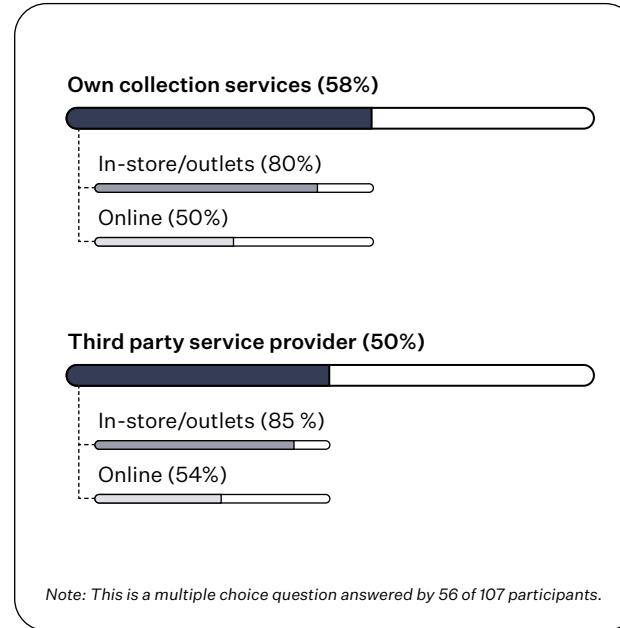 Own collection services (58%)
In-store/outlets (80%)
Online (50%)
Third party service provider (50%)
In-store/outlets (85 %)
Online (54%)
Note: This is a multiple choice question answered by 56 of 107 participants.